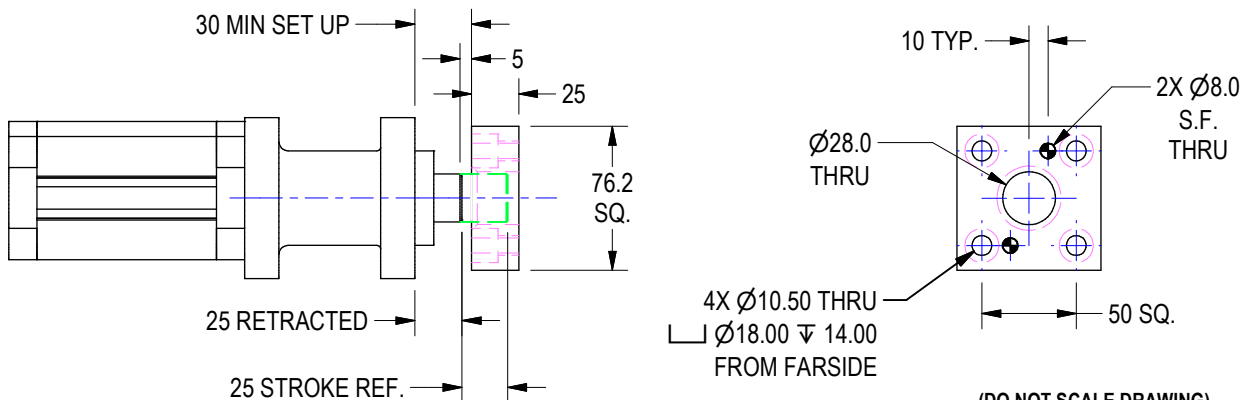 30 MIN SET UP
5
25
76.2
SQ.
25 RETRACTED
25 STROKE REF.
10 TYP.
2X Ø8.0
S.F.
THRU
Ø28.0
THRU
4X Ø10.50 THRU
⌴ Ø18.00 ↧ 14.00
FROM FARSIDE
50 SQ.
(DO NOT SCALE DRAWING)